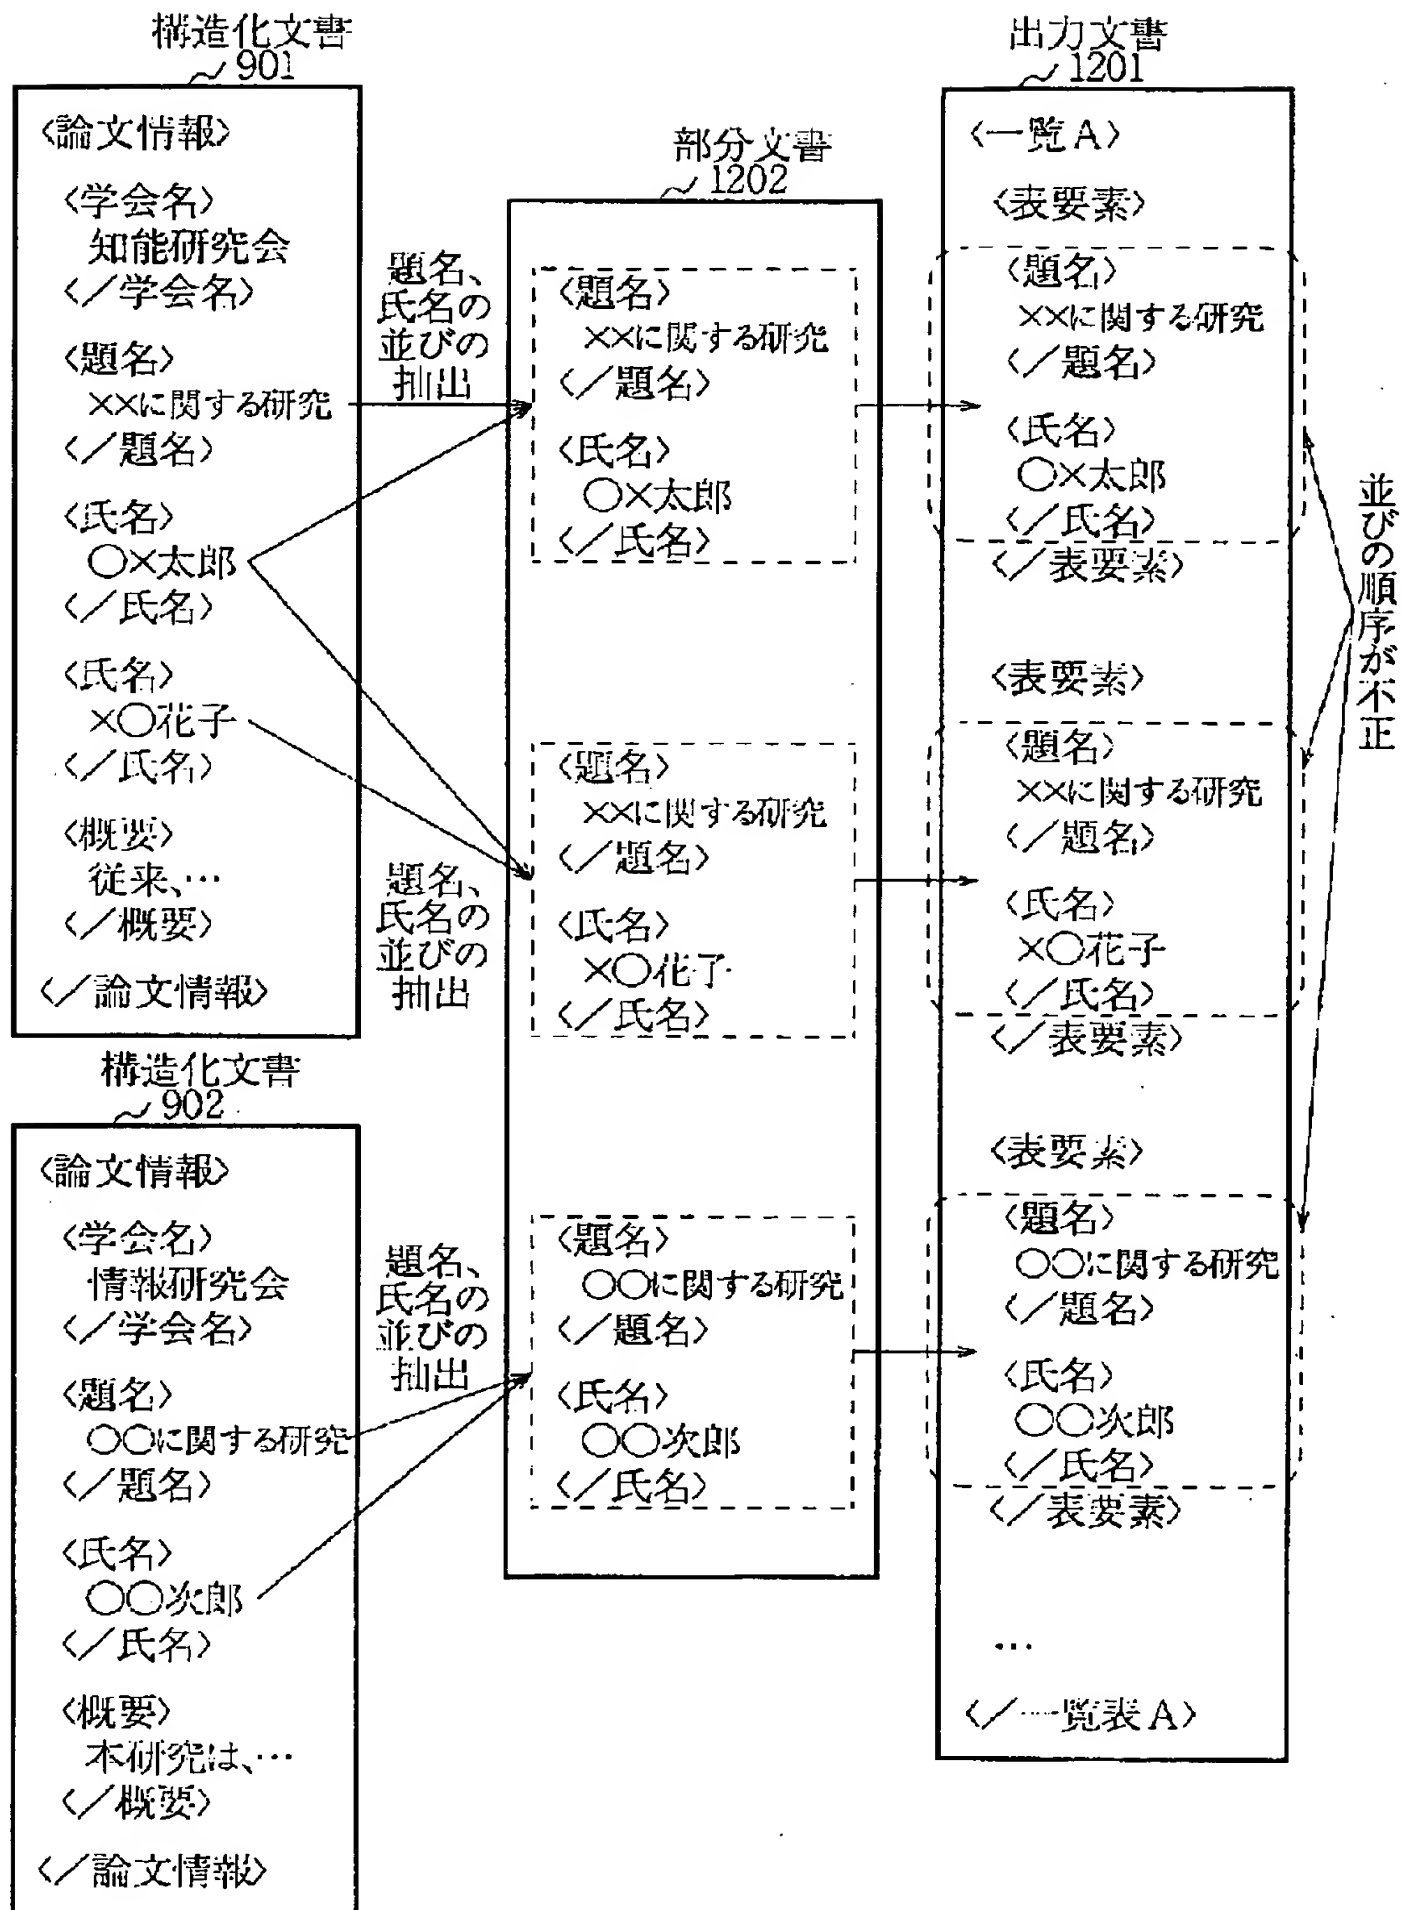 構造化文書
901
〈論文情報〉
〈学会名〉
知能研究会
〈／学会名〉
〈題名〉
××に関する研究
〈／題名〉
〈氏名〉
○×太郎
〈／氏名〉
〈氏名〉
×○花子
〈／氏名〉
〈概要〉
従来、…
〈／概要〉
〈／論文情報〉
構造化文書
902
〈論文情報〉
〈学会名〉
情報研究会
〈／学会名〉
〈題名〉
○○に関する研究
〈／題名〉
〈氏名〉
○○次郎
〈／氏名〉
〈概要〉
本研究は、…
〈／概要〉
〈／論文情報〉
題名、
氏名の
並びの
抽出
題名、
氏名の
並びの
抽出
題名、
氏名の
並びの
抽出
部分文書
1202
〈題名〉
××に関する研究
〈／題名〉
〈氏名〉
○×太郎
〈／氏名〉
〈題名〉
××に関する研究
〈／題名〉
〈氏名〉
×○花子
〈／氏名〉
〈題名〉
○○に関する研究
〈／題名〉
〈氏名〉
○○次郎
〈／氏名〉
出力文書
1201
〈一覧A〉
〈表要素〉
〈題名〉
××に関する研究
〈／題名〉
〈氏名〉
○×太郎
〈／氏名〉
〈／表要素〉
〈表要素〉
〈題名〉
××に関する研究
〈／題名〉
〈氏名〉
×○花子
〈／氏名〉
〈／表要素〉
〈表要素〉
〈題名〉
○○に関する研究
〈／題名〉
〈氏名〉
○○次郎
〈／氏名〉
〈／表要素〉
…
〈／一覧表A〉
並びの順序が不正